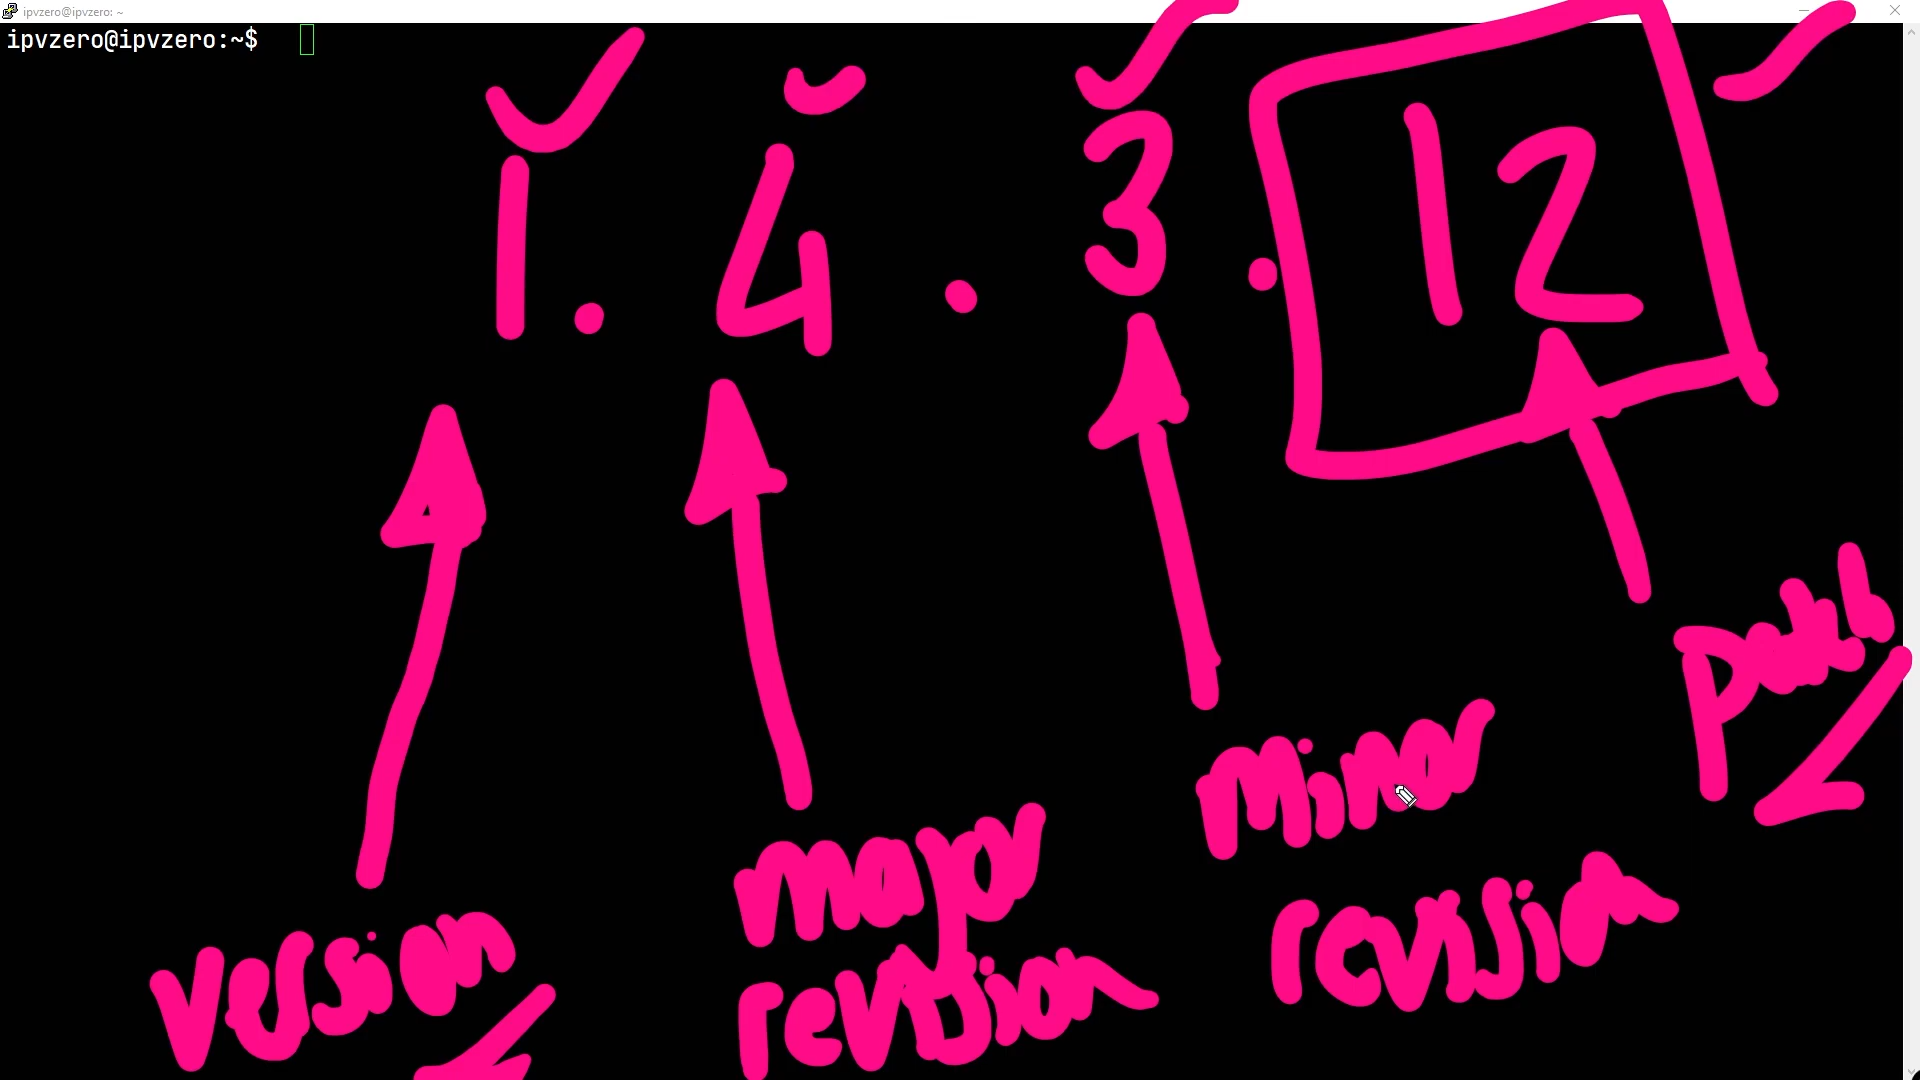 ipvzero@ipvzero: ~
ipvzero@ipvzero:~$
1.4.3.12
patch
minor
revision
major
revision
version